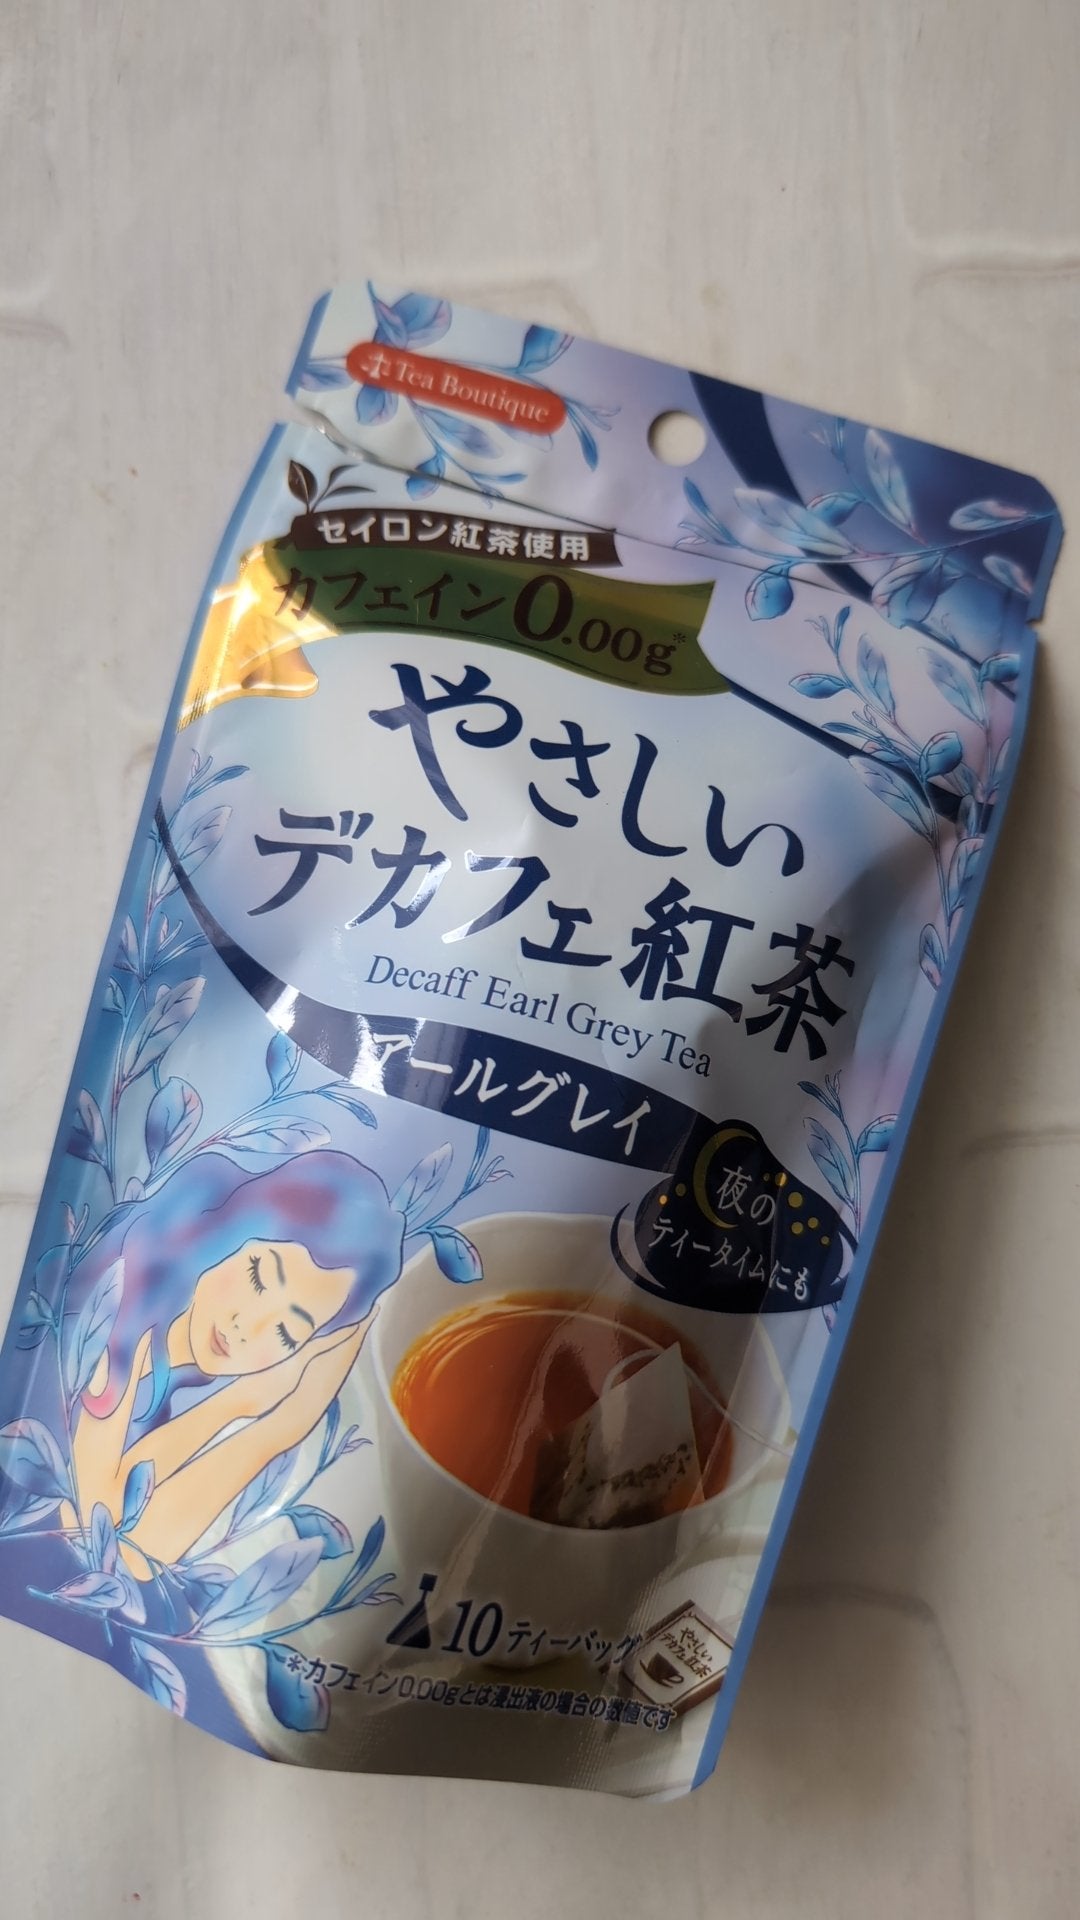 Tea Boutique
セイロン紅茶使用
カフェイン0.00g*
やさしい
デカフェ紅茶
Decaff Earl Grey Tea
アールグレイ
夜の
ティータイムにも
10ティーバッグ
やさしい
デカフェ紅茶
*カフェイン0.00gとは浸出液の場合の数値です